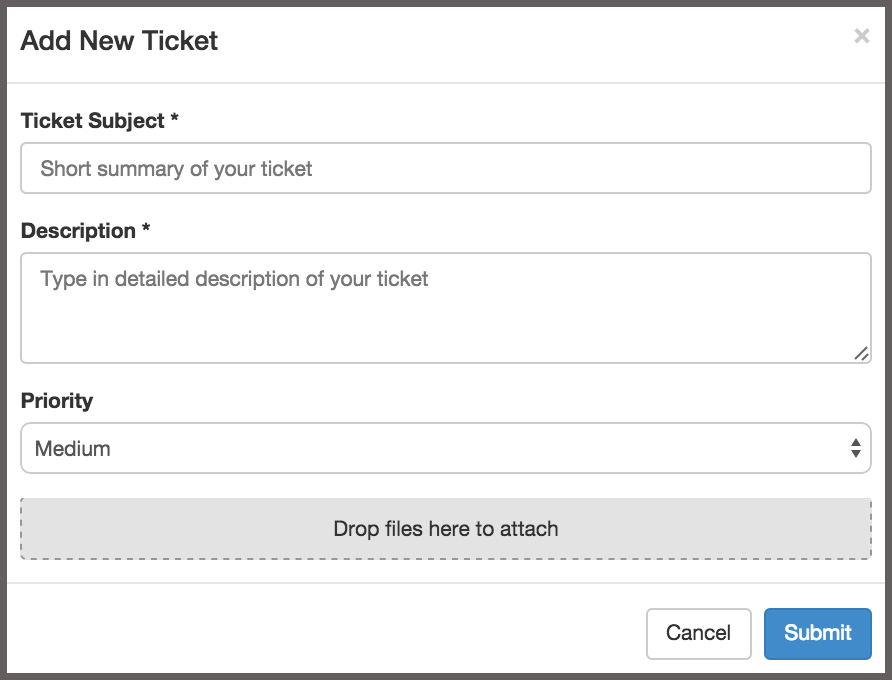 Add New Ticket
×
Ticket Subject *
Short summary of your ticket
Description *
Type in detailed description of your ticket
Priority
Medium
Drop files here to attach
Cancel
Submit